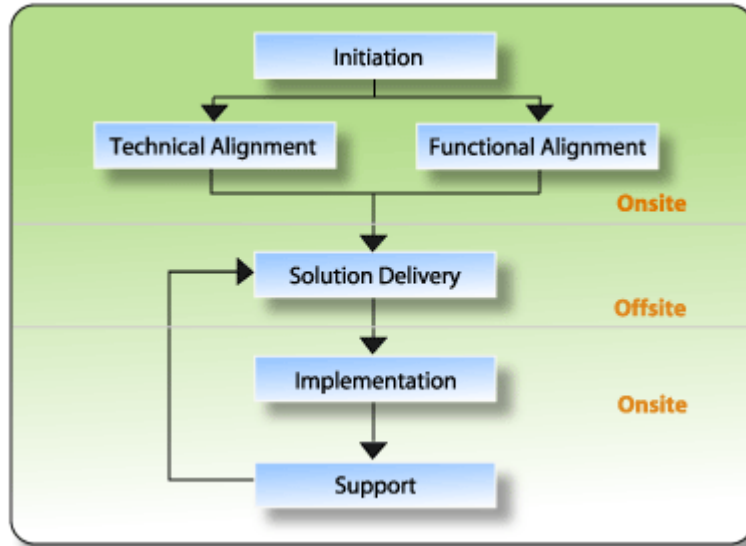 Initiation
Technical Alignment
Functional Alignment
Onsite
Solution Delivery
Offsite
Implementation
Onsite
Support